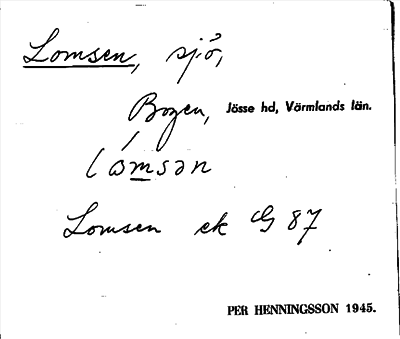 Lomsen, sjö,
Bogen, Jösse hd, Värmlands län.
lómsən
Lomsen ek G 87
PER HENNINGSSON 1945.